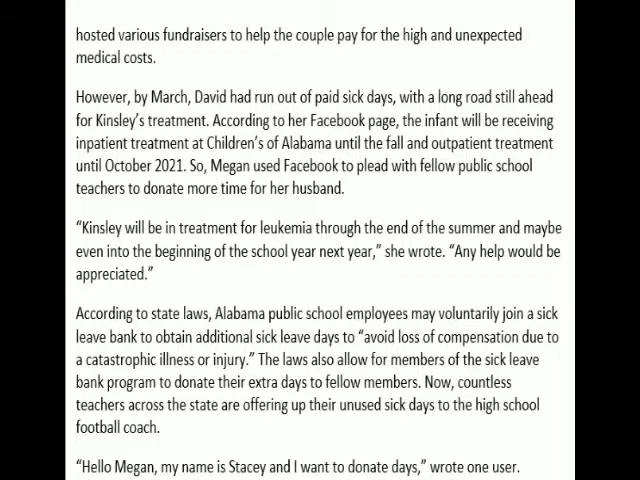 hosted various fundraisers to help the couple pay for the high and unexpected
medical costs.
However, by March, David had run out of paid sick days, with a long road still ahead
for Kinsley’s treatment. According to her Facebook page, the infant will be receiving
inpatient treatment at Children’s of Alabama until the fall and outpatient treatment
until October 2021. So, Megan used Facebook to plead with fellow public school
teachers to donate more time for her husband.
“Kinsley will be in treatment for leukemia through the end of the summer and maybe
even into the beginning of the school year next year,” she wrote. “Any help would be
appreciated.”
According to state laws, Alabama public school employees may voluntarily join a sick
leave bank to obtain additional sick leave days to “avoid loss of compensation due to
a catastrophic illness or injury.” The laws also allow for members of the sick leave
bank program to donate their extra days to fellow members. Now, countless
teachers across the state are offering up their unused sick days to the high school
football coach.
“Hello Megan, my name is Stacey and I want to donate days,” wrote one user.